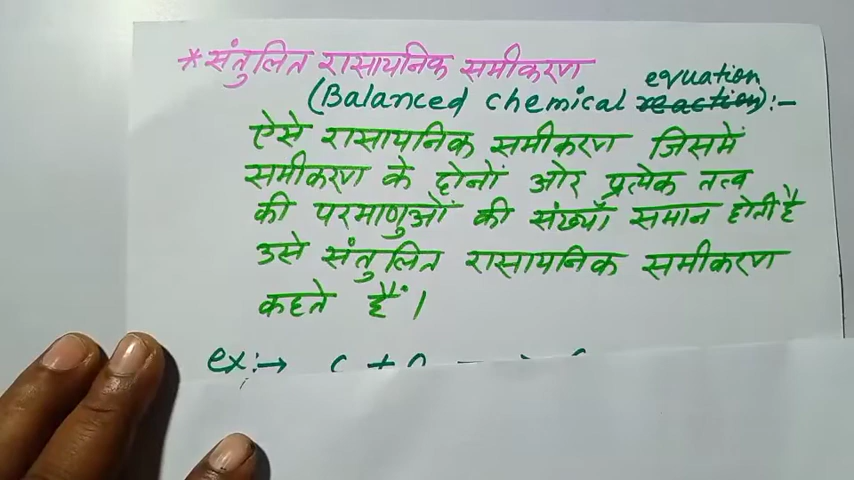 *संतुलित रासायनिक समीकरण
equation
(Balanced chemical reaction):-
ऐसे रासायनिक समीकरण जिसमें
समीकरण के दोनों ओर प्रत्येक तत्व
की परमाणुओं की संख्याँ समान होती है
उसे संतुलित रासायनिक समीकरण
कहते हैं।
ex:→